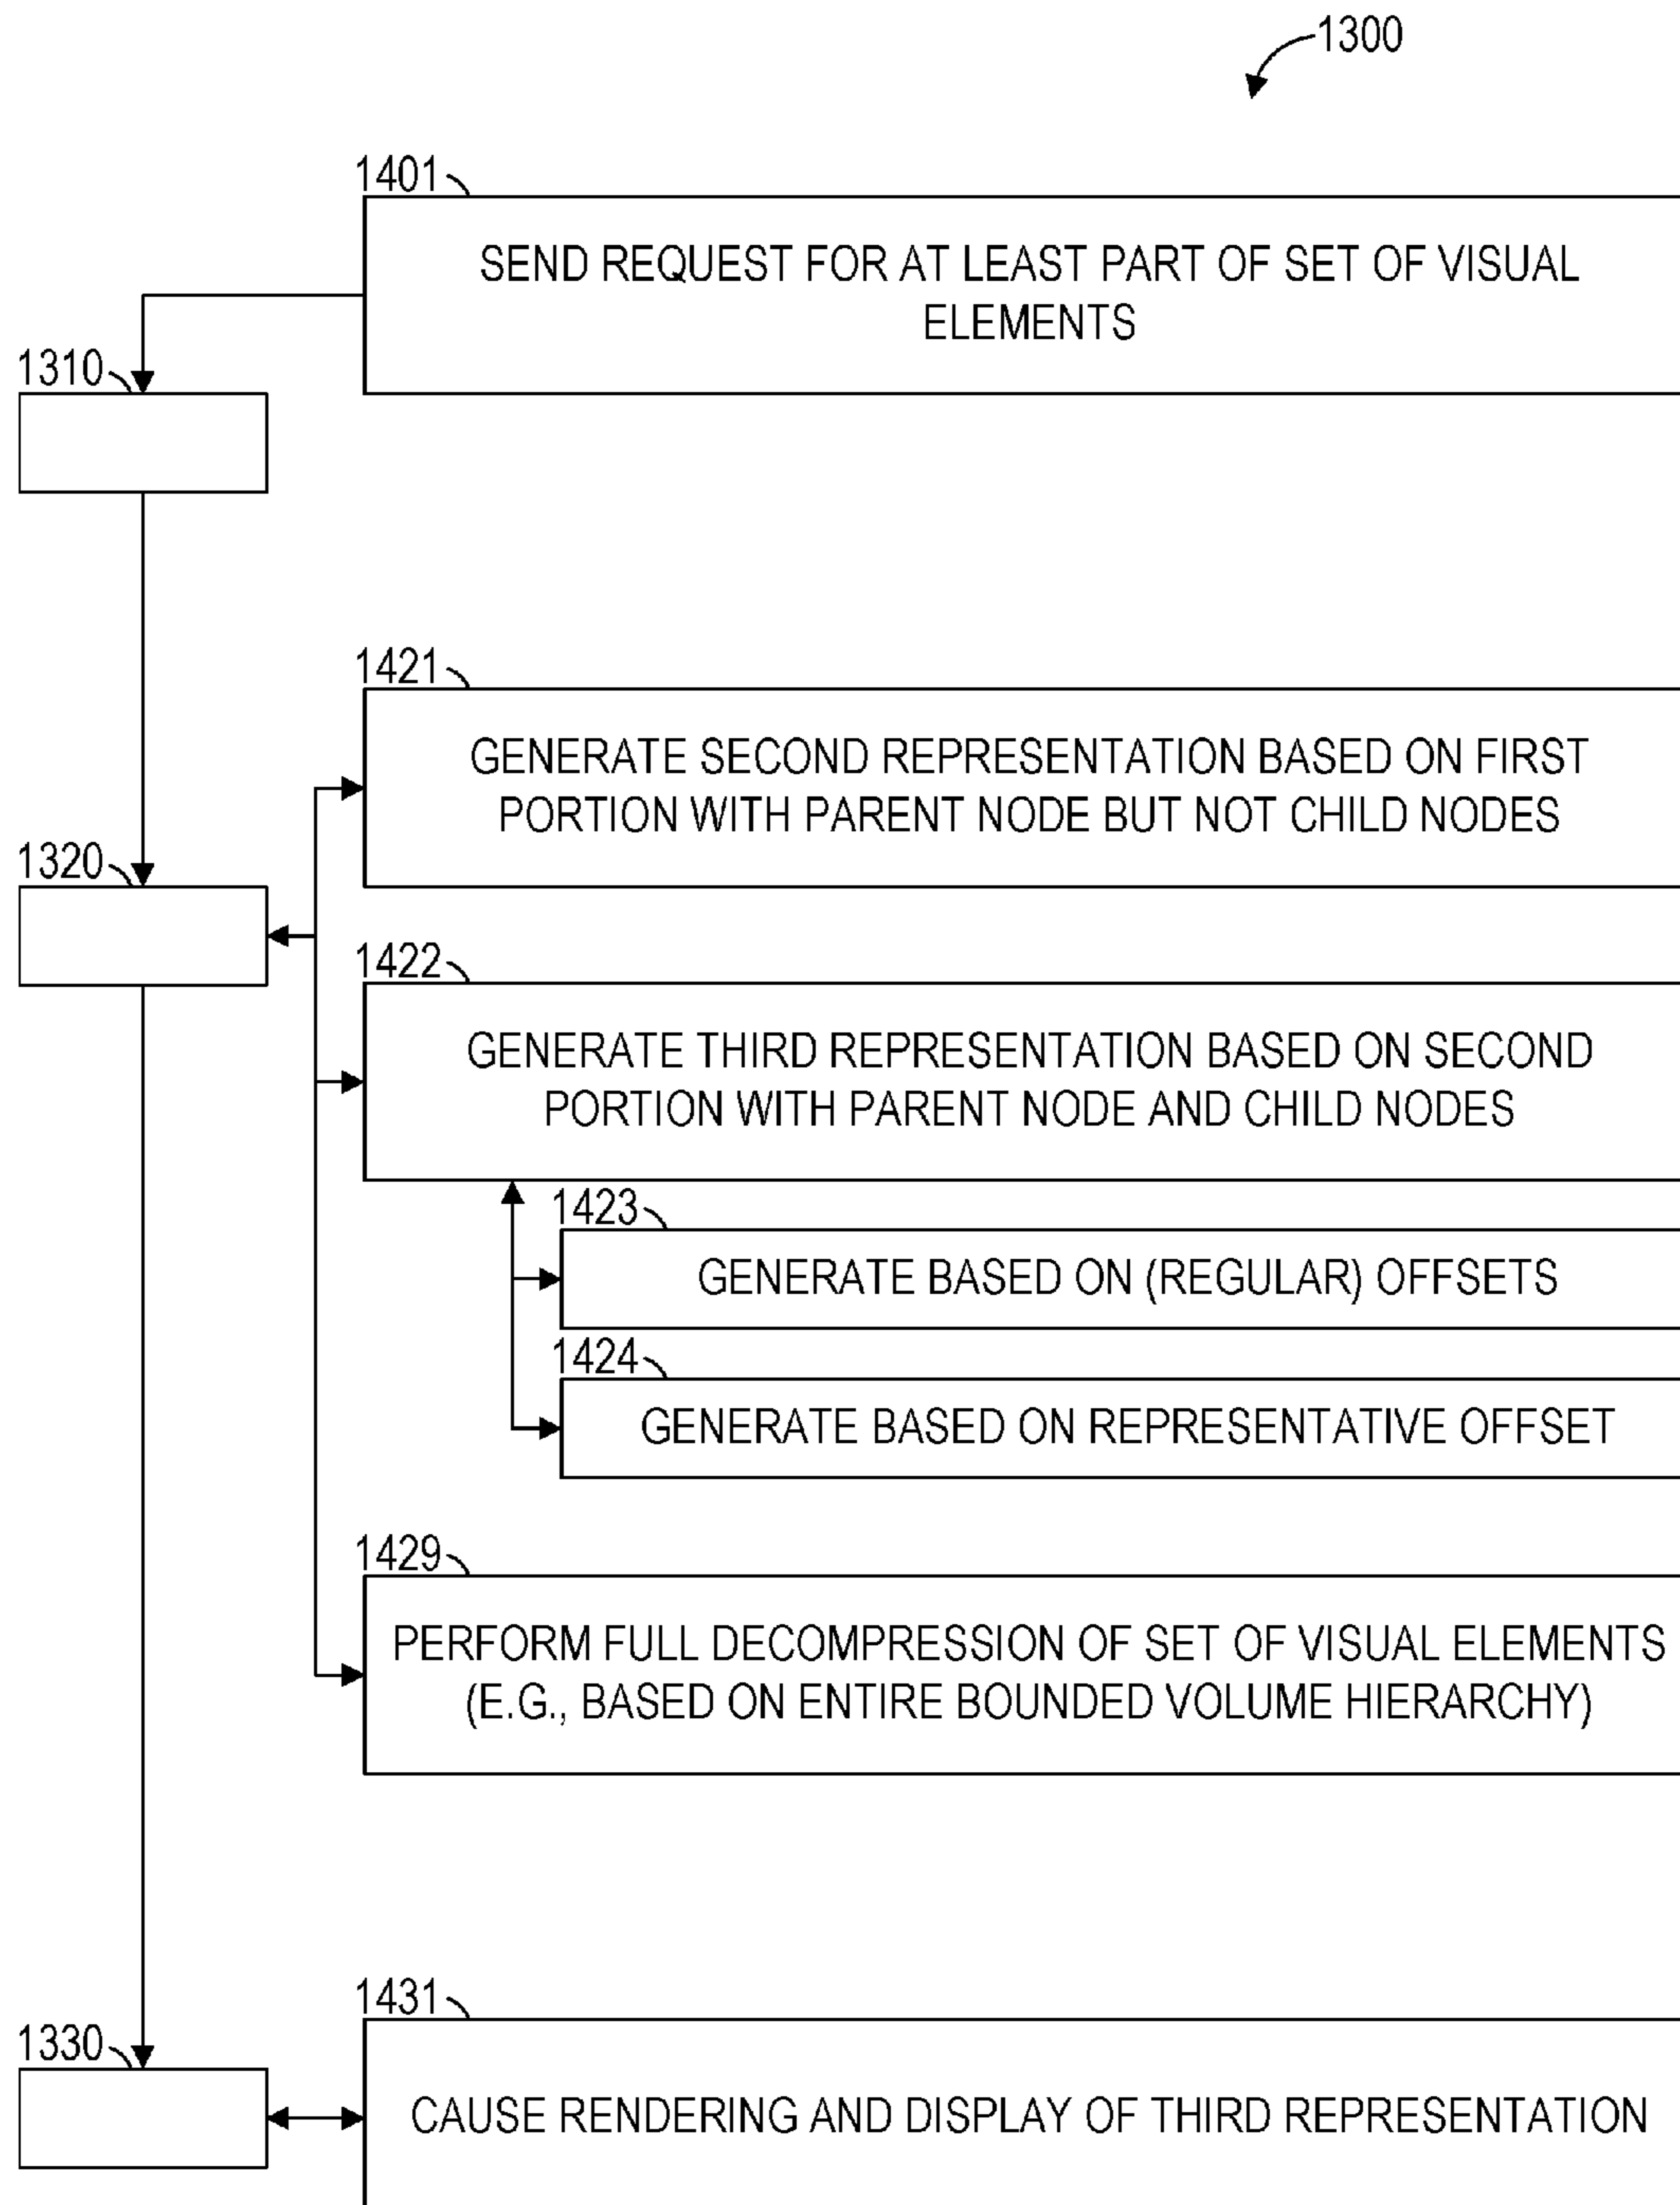 1300
1401
SEND REQUEST FOR AT LEAST PART OF SET OF VISUAL
ELEMENTS
1310
1421
GENERATE SECOND REPRESENTATION BASED ON FIRST
PORTION WITH PARENT NODE BUT NOT CHILD NODES
1320
1422
GENERATE THIRD REPRESENTATION BASED ON SECOND
PORTION WITH PARENT NODE AND CHILD NODES
1423
GENERATE BASED ON (REGULAR) OFFSETS
1424
GENERATE BASED ON REPRESENTATIVE OFFSET
1429
PERFORM FULL DECOMPRESSION OF SET OF VISUAL ELEMENTS
(E.G., BASED ON ENTIRE BOUNDED VOLUME HIERARCHY)
1431
1330
CAUSE RENDERING AND DISPLAY OF THIRD REPRESENTATION